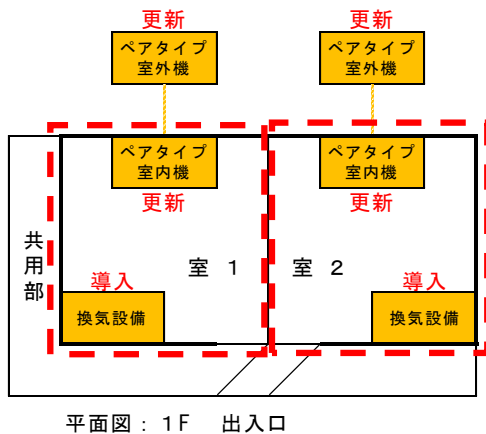 更新
更新
ペアタイプ
室外機
ペアタイプ
室外機
ペアタイプ
室内機
ペアタイプ
室内機
更新
更新
共用部
室 1
室 2
導入
導入
換気設備
換気設備
平面図：1F 出入口